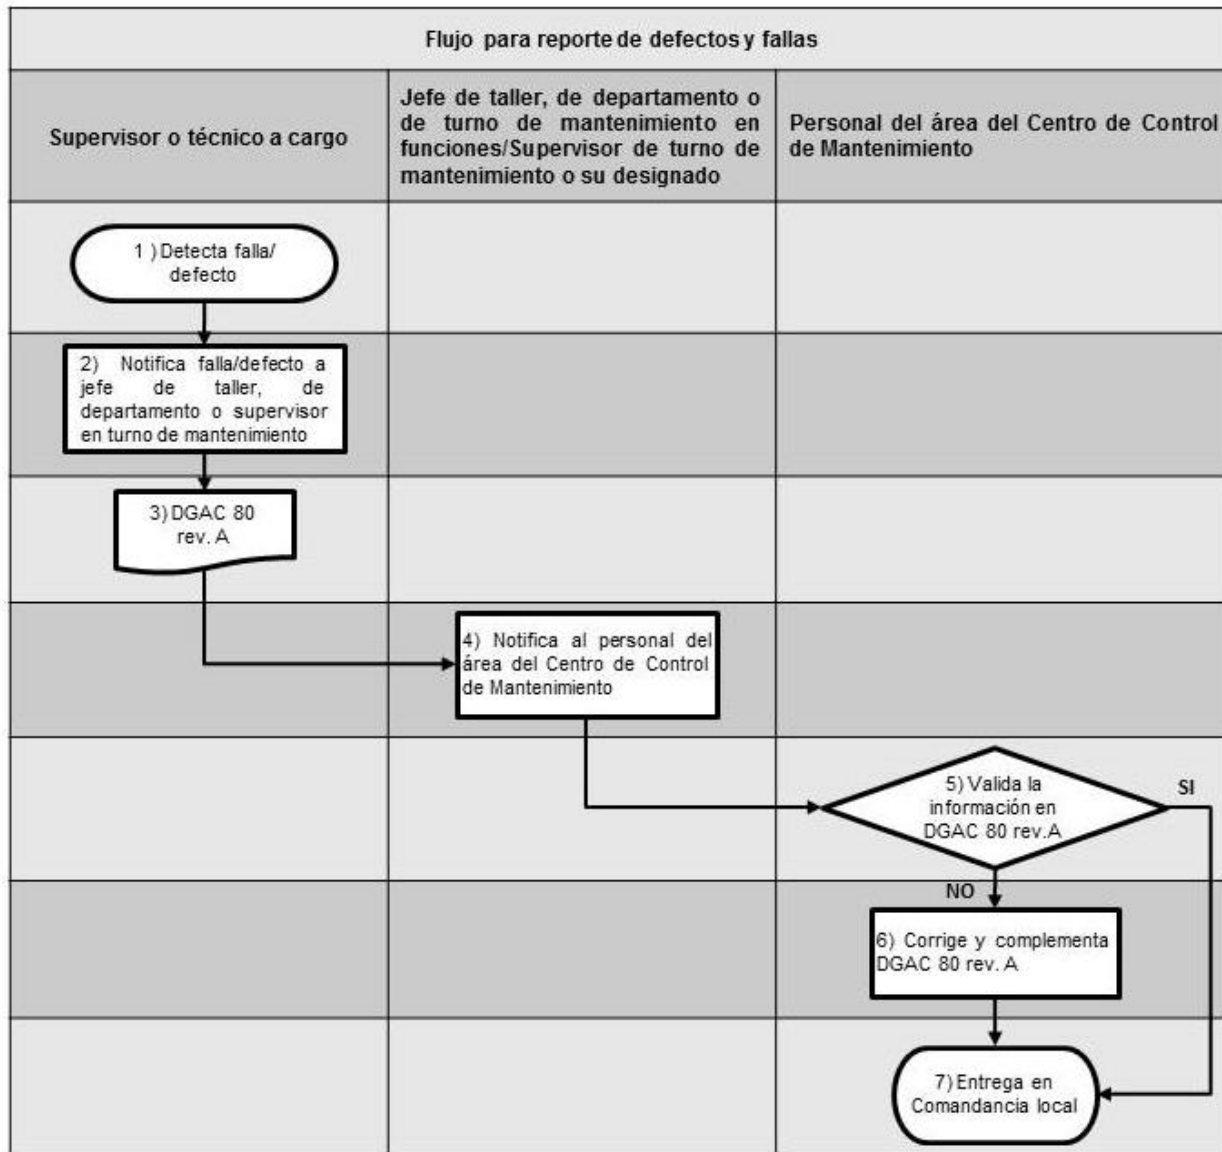 Flujo para reporte de defectos y fallas
Supervisor o técnico a cargo
Jefe de taller, de departamento o
de turno de mantenimiento en
funciones/Supervisor de turno de
mantenimiento o su designado
Personal del área del Centro de Control
de Mantenimiento
1 ) Detecta falla/
defecto
2) Notifica falla/defecto a
jefe de taller, de
departamento o supervisor
en turno de mantenimiento
3) DGAC 80
rev. A
4) Notifica al personal del
área del Centro de Control
de Mantenimiento
5) Valida la
información en
DGAC 80 rev.A
SI
NO
6) Corrige y complementa
DGAC 80 rev. A
7) Entrega en
Comandancia local